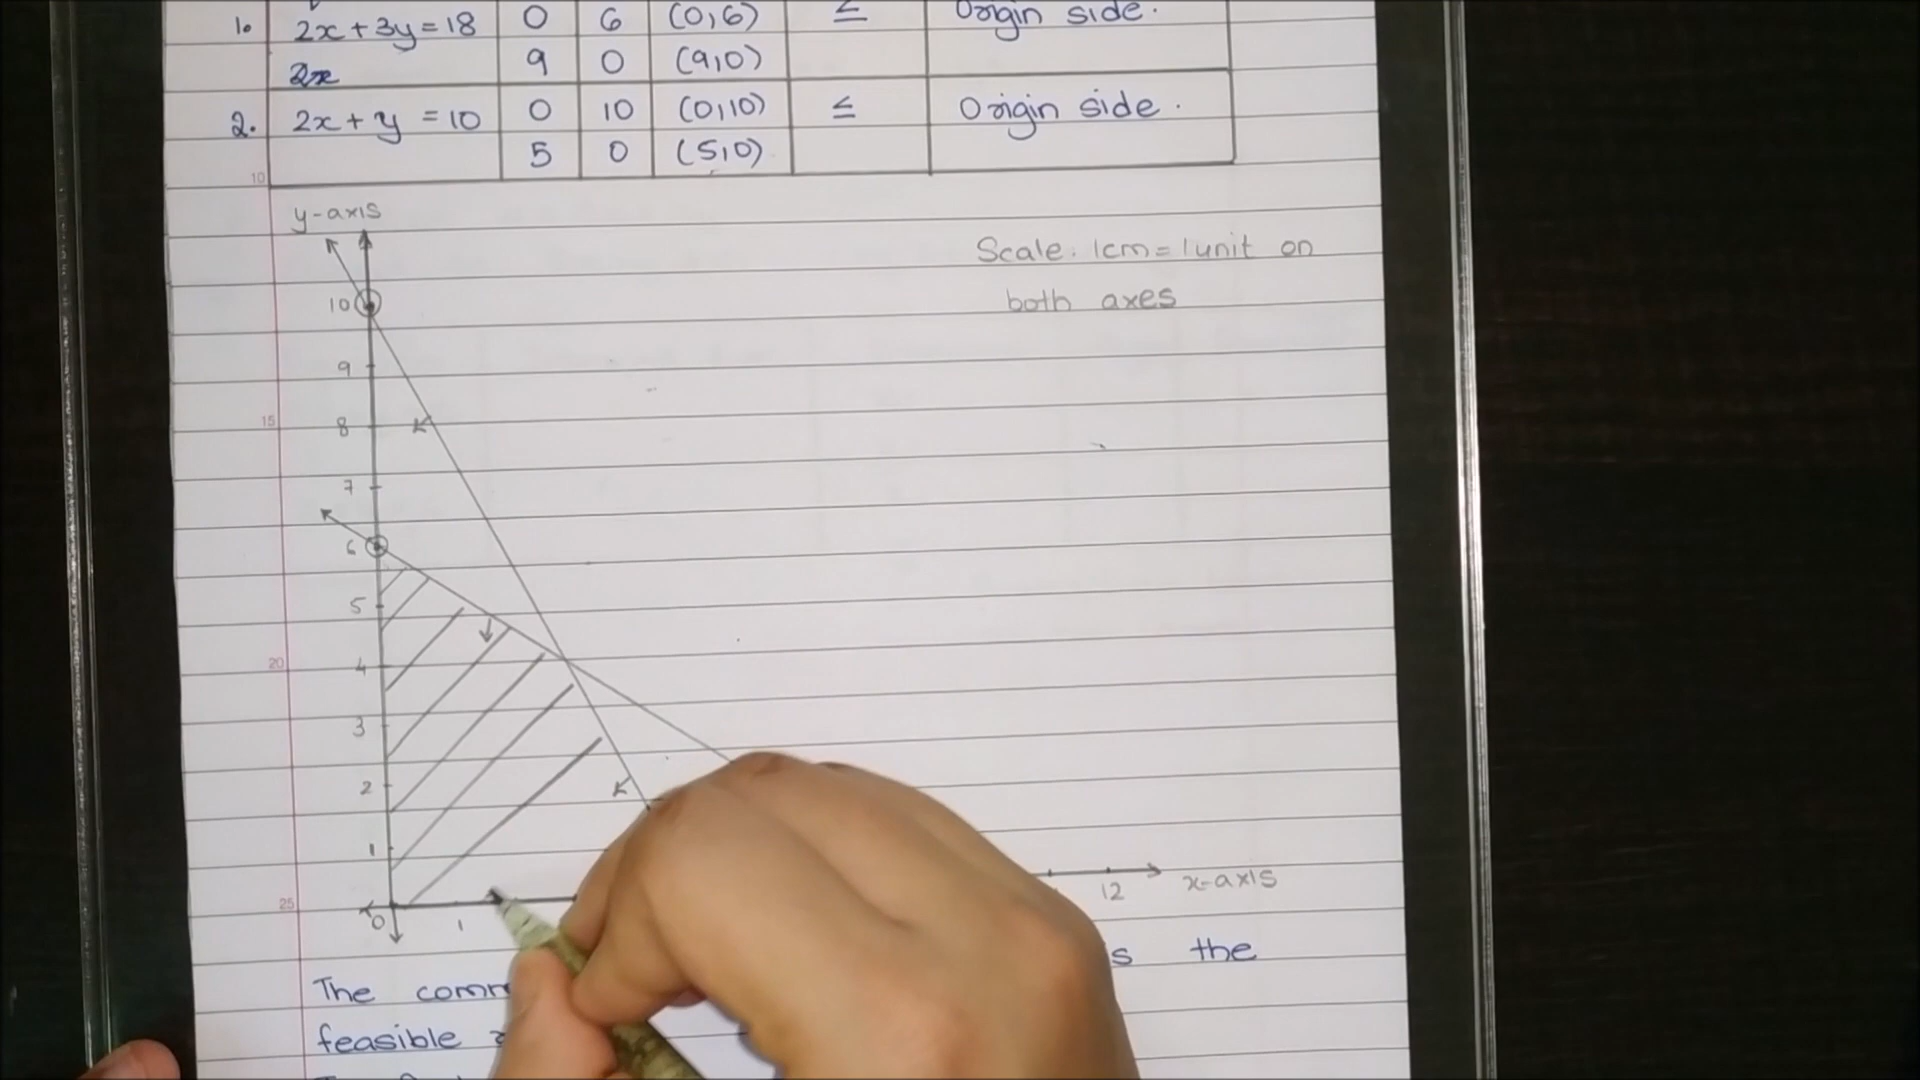 1. 2x + 3y = 18 0 6 (0,6) ≤ Origin side.
2x 9 0 (9,0)
2. 2x + y = 10 0 10 (0,10) ≤ Origin side.
5 0 (5,0)
10
y-axis
Scale. 1cm = 1unit on
both axes
10
9
15
8
7
6
5
20
4
3
2
1
25
0 1 12 x-axis
The comm s the
feasible